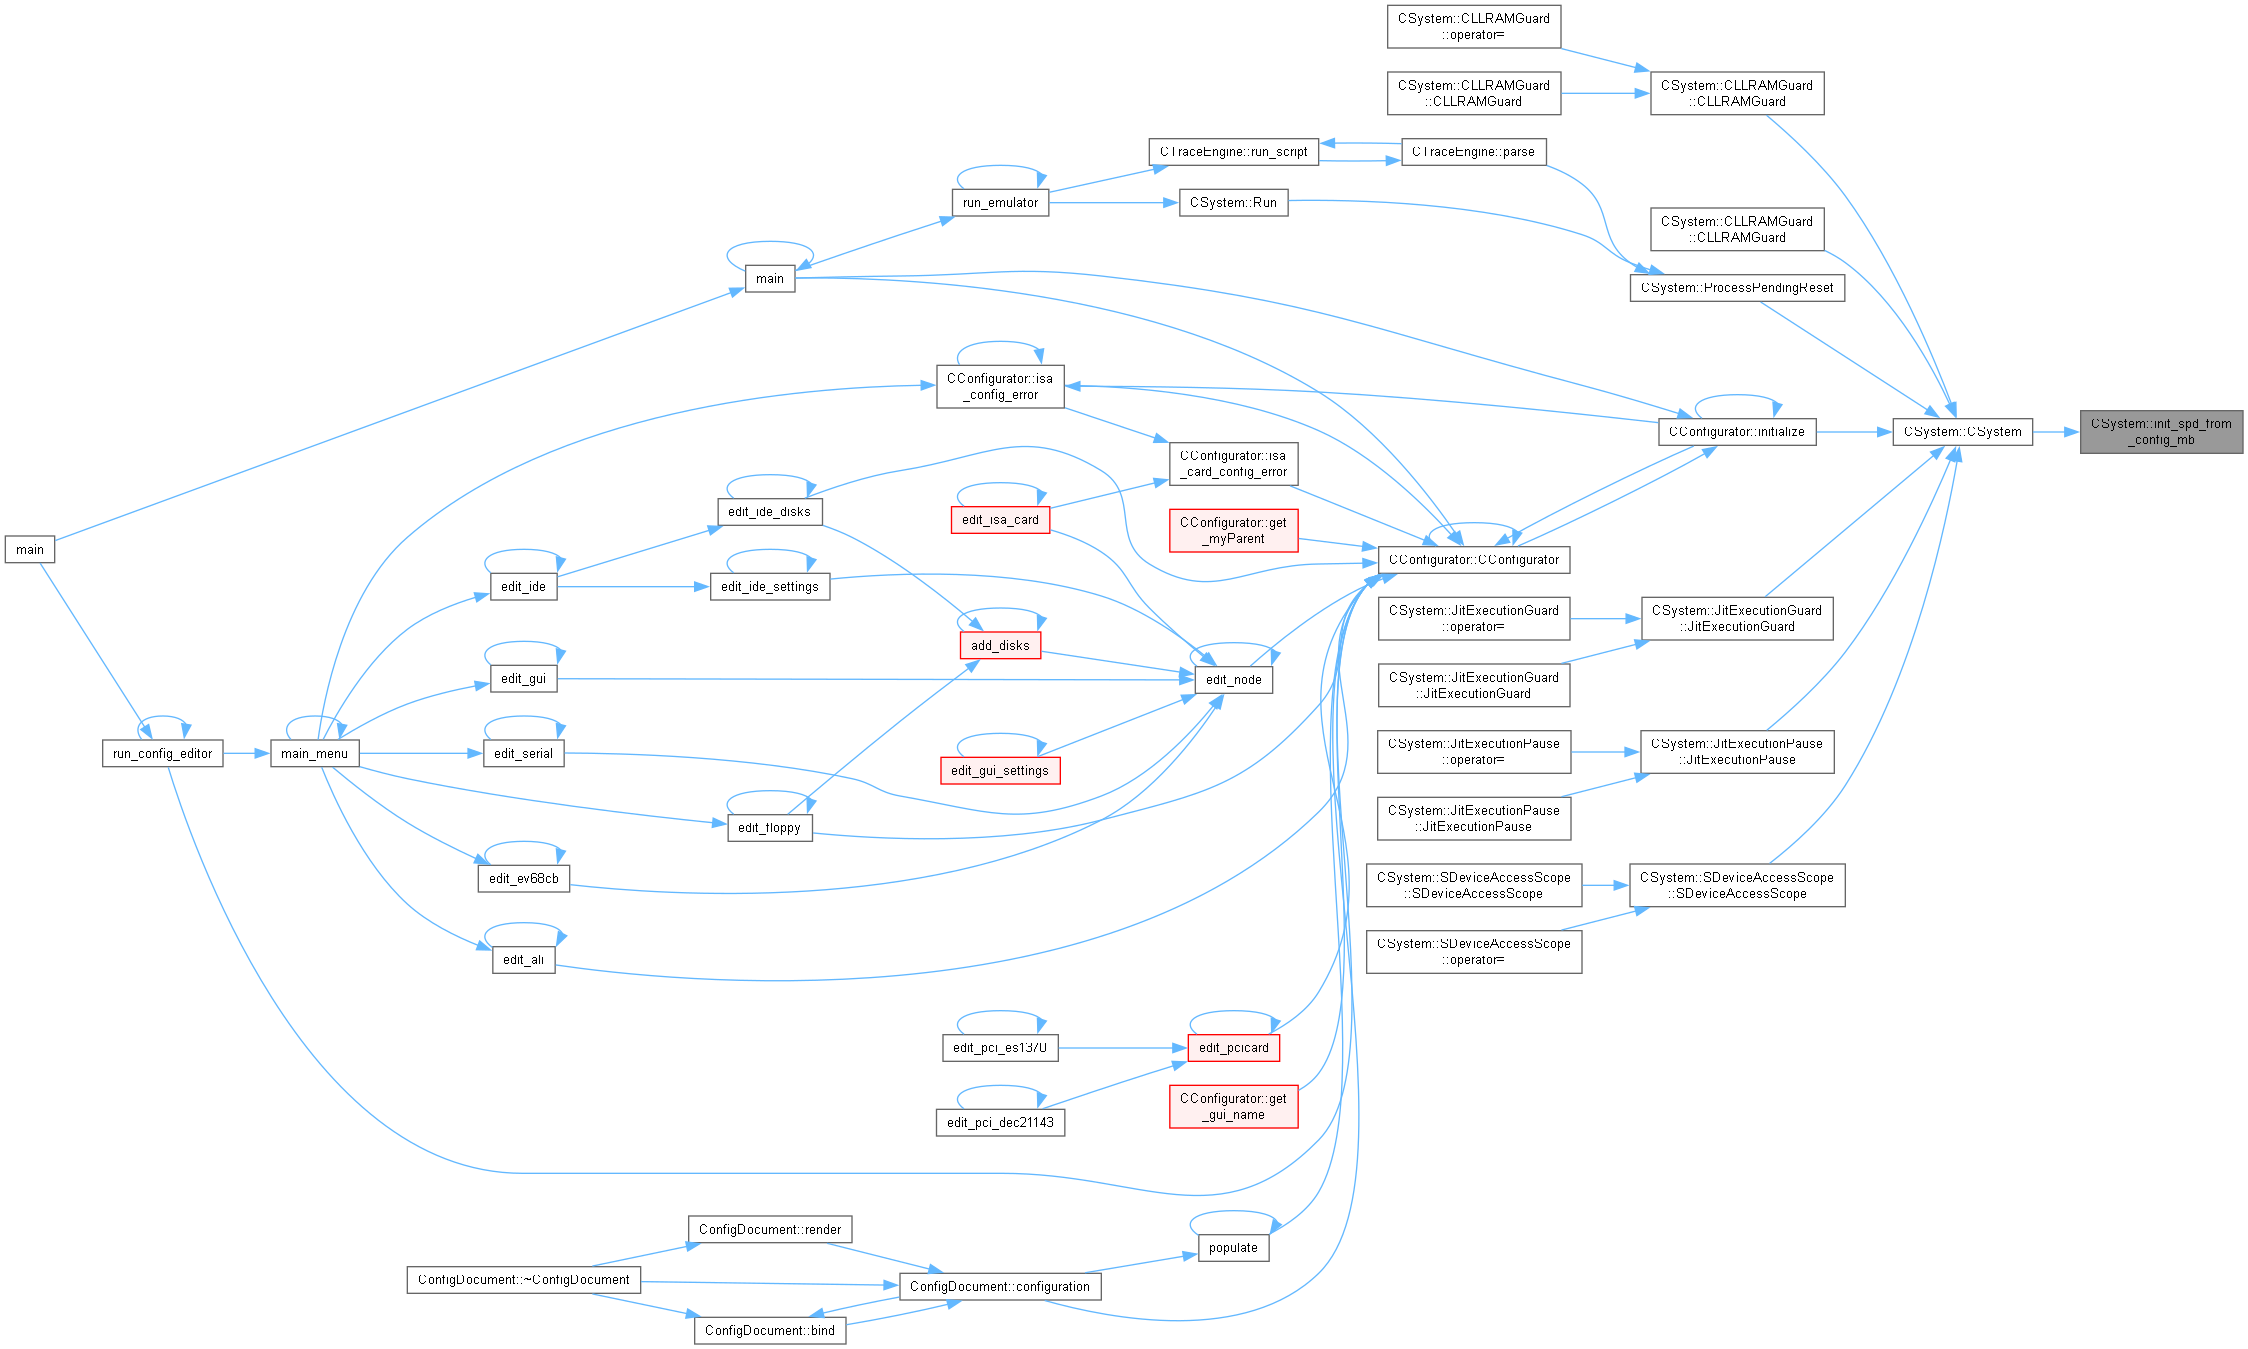 CSystem::CLLRAMGuard
::operator=
CSystem::CLLRAMGuard
::CLLRAMGuard
CSystem::CLLRAMGuard
::CLLRAMGuard
CTraceEngine::run_script
CTraceEngine::parse
run_emulator
CSystem::Run
CSystem::CLLRAMGuard
::CLLRAMGuard
main
CSystem::ProcessPendingReset
CConfigurator::isa
_config_error
CConfigurator::initialize
CSystem::CSystem
CSystem::init_spd_from
_config_mb
CConfigurator::isa
_card_config_error
edit_ide_disks
edit_isa_card
CConfigurator::get
_myParent
main
CConfigurator::CConfigurator
edit_ide
edit_ide_settings
CSystem::JitExecutionGuard
::operator=
CSystem::JitExecutionGuard
::JitExecutionGuard
add_disks
edit_gui
edit_node
CSystem::JitExecutionGuard
::JitExecutionGuard
run_config_editor
main_menu
edit_serial
edit_gui_settings
CSystem::JitExecutionPause
::operator=
CSystem::JitExecutionPause
::JitExecutionPause
edit_floppy
CSystem::JitExecutionPause
::JitExecutionPause
edit_ev68cb
CSystem::SDeviceAccessScope
::SDeviceAccessScope
CSystem::SDeviceAccessScope
::SDeviceAccessScope
edit_ali
CSystem::SDeviceAccessScope
::operator=
edit_pci_es1370
edit_pcicard
CConfigurator::get
_gui_name
edit_pci_dec21143
ConfigDocument::render
populate
ConfigDocument::~ConfigDocument
ConfigDocument::configuration
ConfigDocument::bind